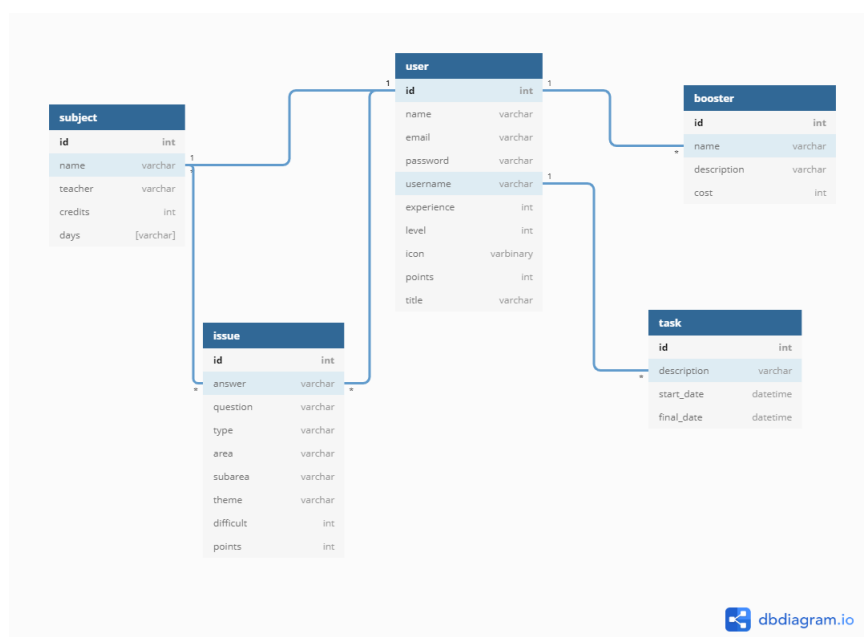 user
1 id int 1
name varchar
email varchar
password varchar
username varchar 1
experience int
level int
icon varbinary
points int
title varchar
booster
id int
* name varchar
description varchar
cost int
subject
id int
name varchar 1
*
teacher varchar
credits int
days [varchar]
issue
id int
* answer varchar *
question varchar
type varchar
area varchar
subarea varchar
theme varchar
difficult int
points int
task
id int
* description varchar
start_date datetime
final_date datetime
dbdiagram.io